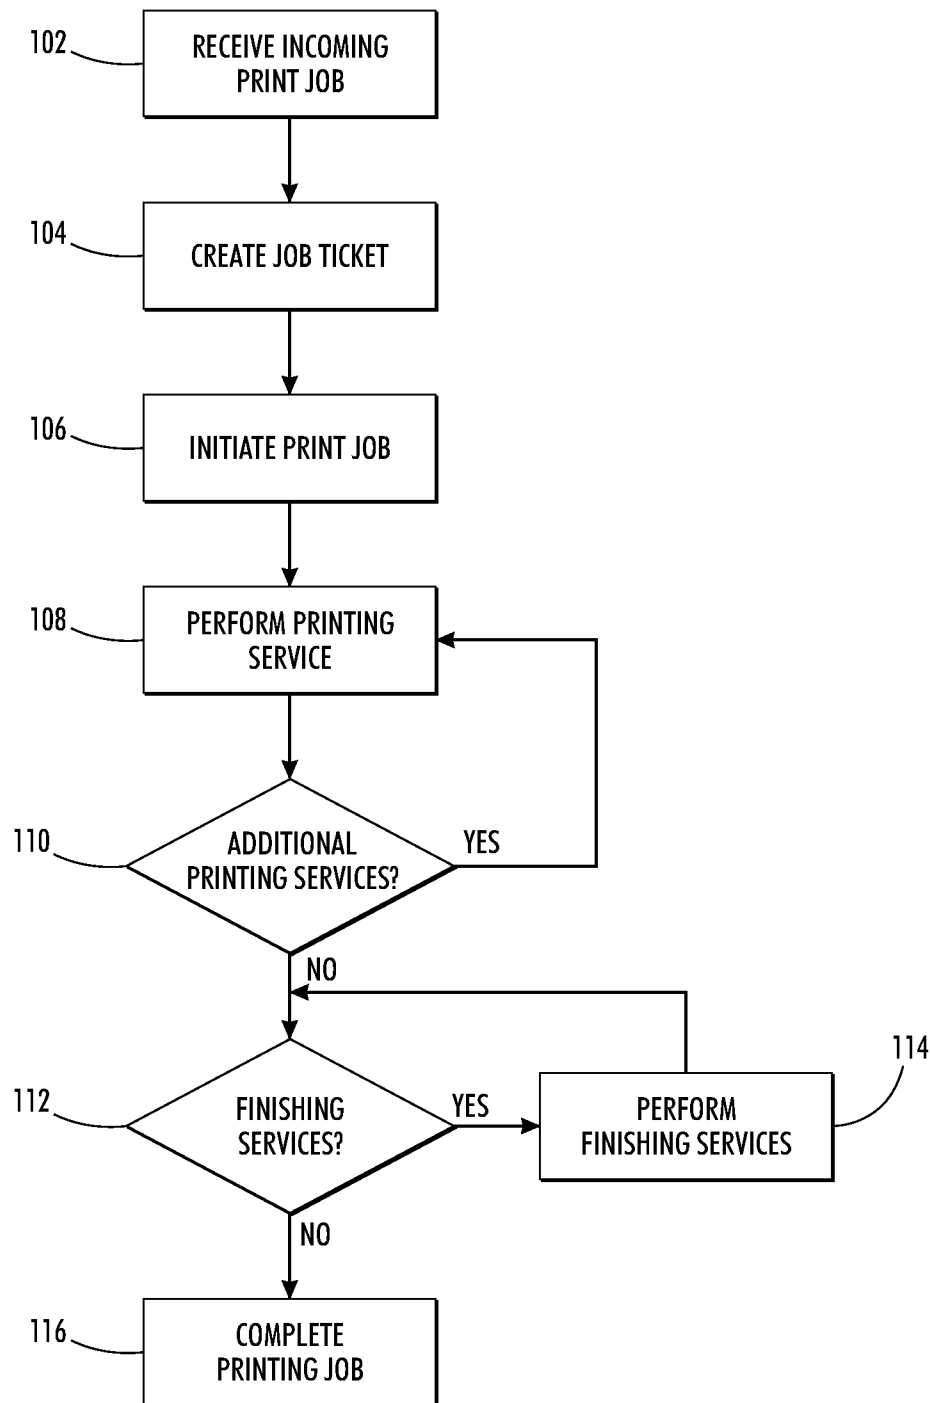 102
RECEIVE INCOMING
PRINT JOB
104
CREATE JOB TICKET
106
INITIATE PRINT JOB
108
PERFORM PRINTING
SERVICE
110
ADDITIONAL
PRINTING SERVICES?
YES
NO
112
FINISHING
SERVICES?
YES
114
PERFORM
FINISHING SERVICES
NO
116
COMPLETE
PRINTING JOB